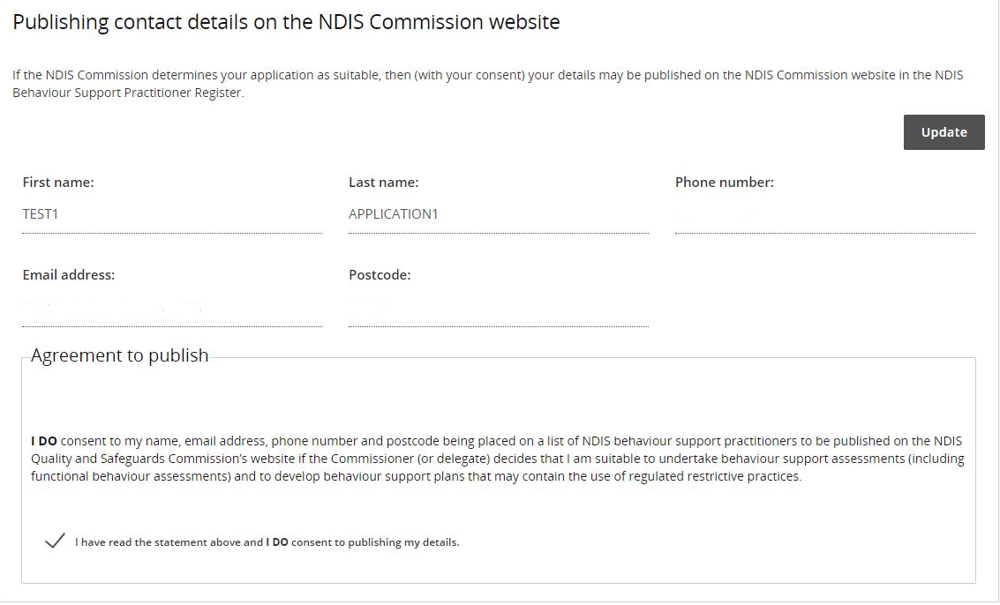 Publishing contact details on the NDIS Commission website
If the NDIS Commission determines your application as suitable, then (with your consent) your details may be published on the NDIS Commission website in the NDIS
Behaviour Support Practitioner Register.
Update
First name:
Last name:
Phone number:
TEST1
APPLICATION1
Email address:
Postcode:
Agreement to publish
I DO consent to my name, email address, phone number and postcode being placed on a list of NDIS behaviour support practitioners to be published on the NDIS
Quality and Safeguards Commission's website if the Commissioner (or delegate) decides that I am suitable to undertake behaviour support assessments (including
functional behaviour assessments) and to develop behaviour support plans that may contain the use of regulated restrictive practices.
I have read the statement above and I DO consent to publishing my details.